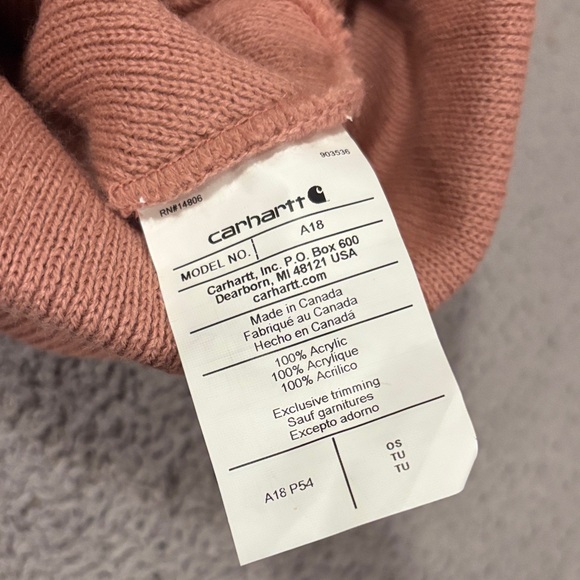 RN#14806 903536
carhartt
MODEL NO. A18
Carhartt, Inc. P.O. Box 600
Dearborn, MI 48121 USA
carhartt.com
Made in Canada
Fabriqué au Canada
Hecho en Canadá
100% Acrylic
100% Acrylique
100% Acrilico
Exclusive trimming
Sauf garnitures
Excepto adorno
A18 P54
OS
TU
TU